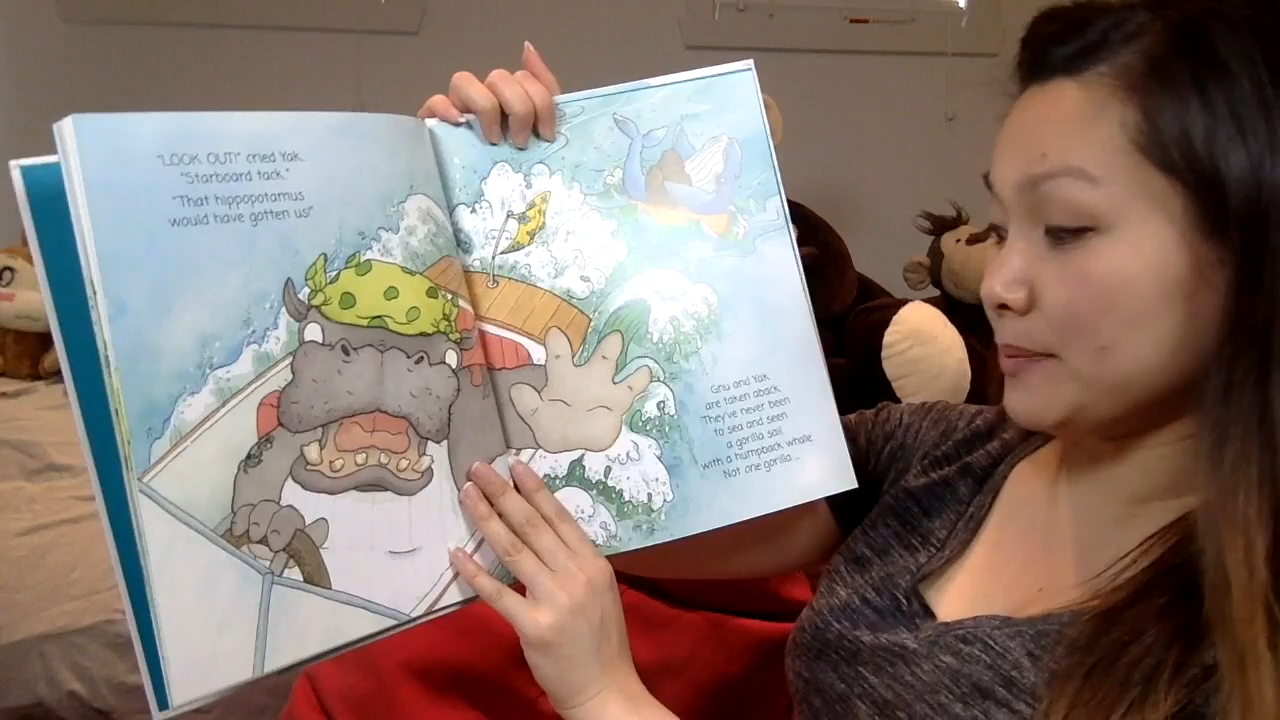 "LOOK OUT!" cried Yak.
"Starboard tack."
"That hippopotamus
would have gotten us!"
Gnu and Yak
are taken aback.
They've never been
to sea and seen
a gorilla sail
with a humpback whale.
Not one gorilla...